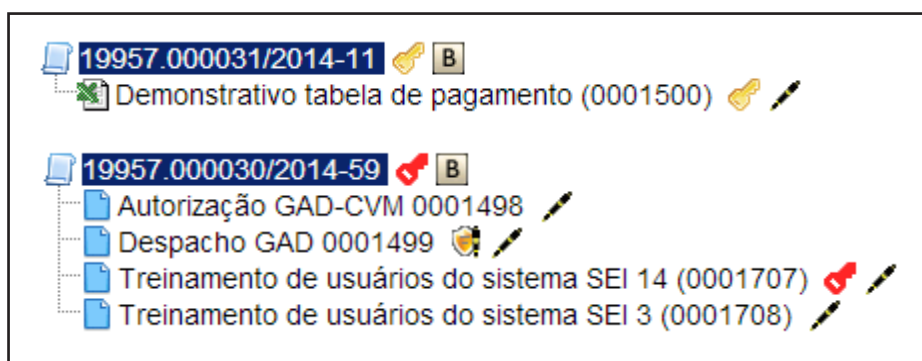 19957.000031/2014-11 B
Demonstrativo tabela de pagamento (0001500)
19957.000030/2014-59 B
Autorização GAD-CVM 0001498
Despacho GAD 0001499
Treinamento de usuários do sistema SEI 14 (0001707)
Treinamento de usuários do sistema SEI 3 (0001708)